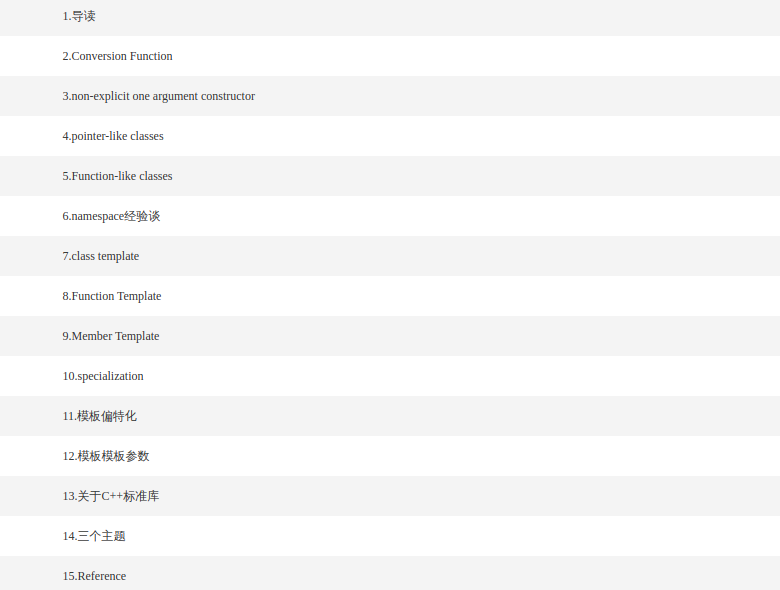 1.导读
2.Conversion Function
3.non-explicit one argument constructor
4.pointer-like classes
5.Function-like classes
6.namespace经验谈
7.class template
8.Function Template
9.Member Template
10.specialization
11.模板偏特化
12.模板模板参数
13.关于C++标准库
14.三个主题
15.Reference